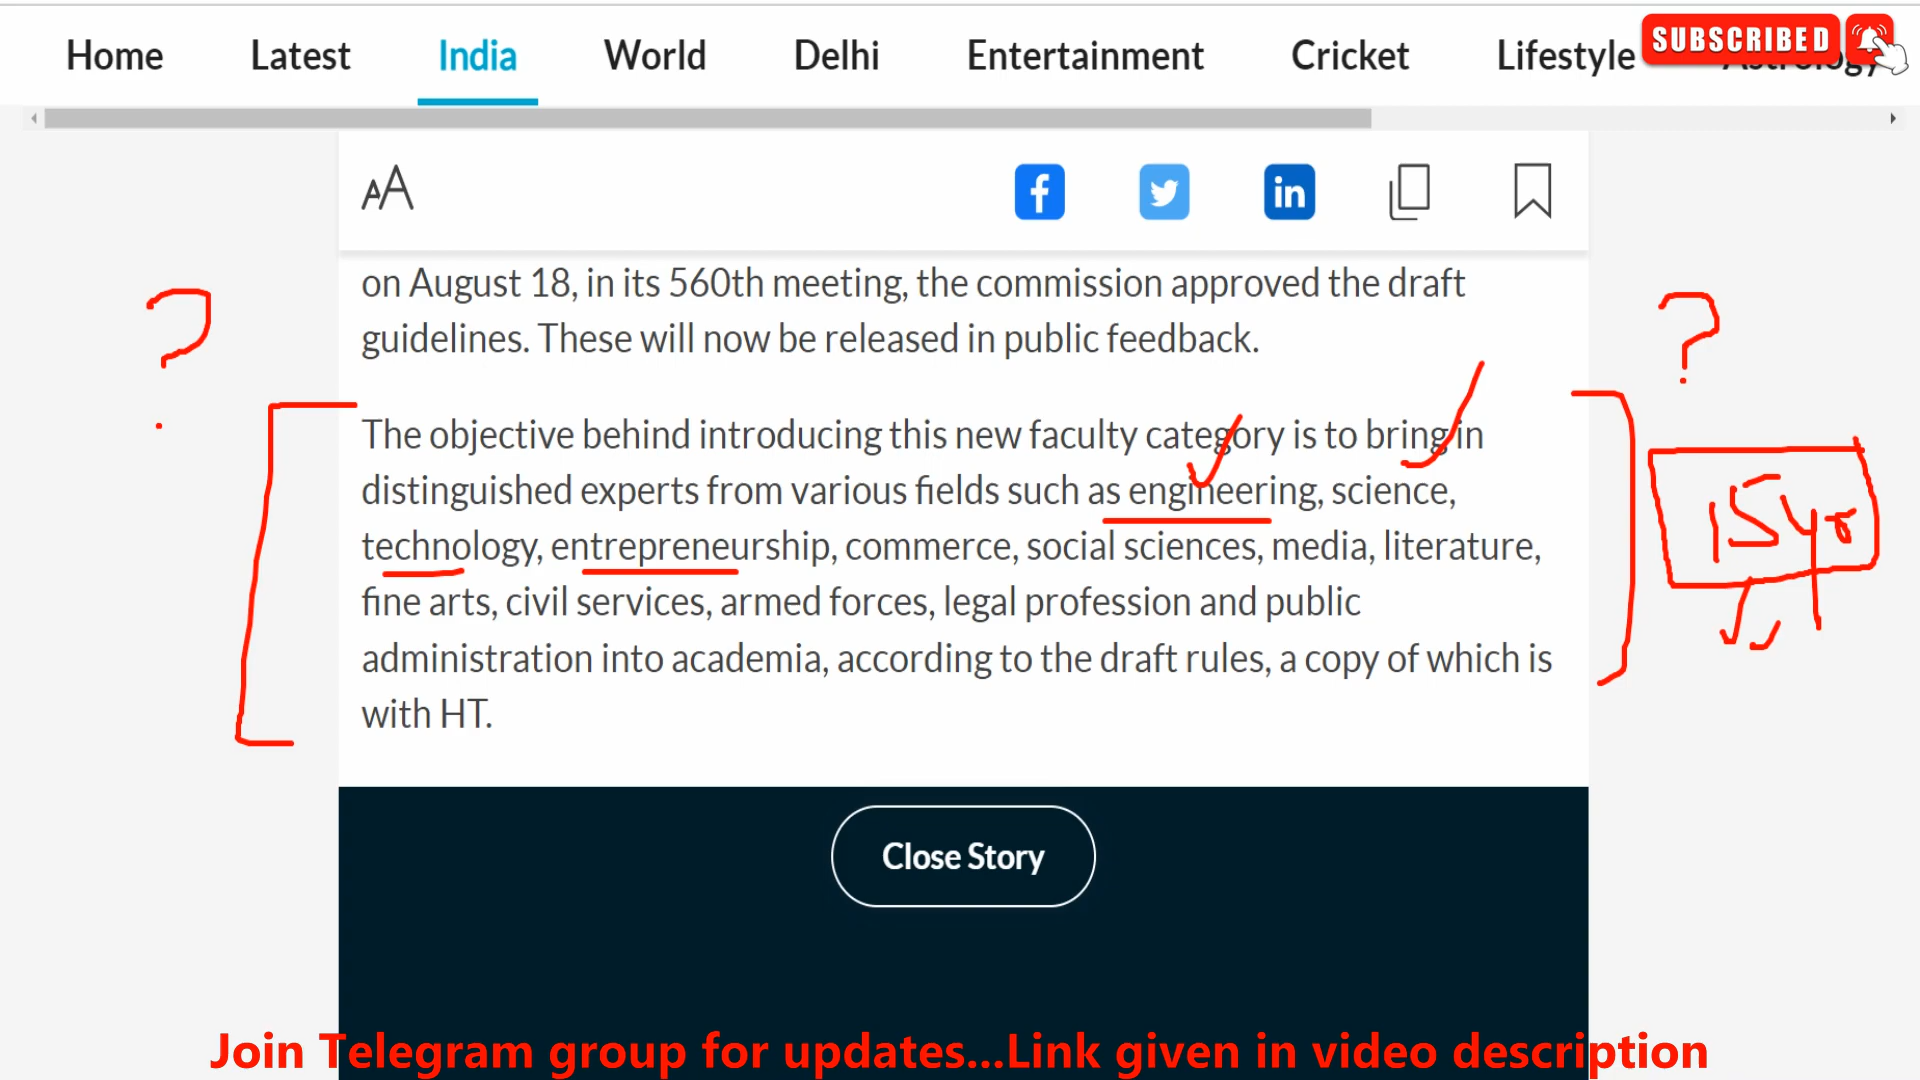 Home Latest India World Delhi Entertainment Cricket Lifestyle Astrology
SUBSCRIBED
AA
on August 18, in its 560th meeting, the commission approved the draft
guidelines. These will now be released in public feedback.
? ?
The objective behind introducing this new faculty category is to bring in
distinguished experts from various fields such as engineering, science,
technology, entrepreneurship, commerce, social sciences, media, literature,
fine arts, civil services, armed forces, legal profession and public
administration into academia, according to the draft rules, a copy of which is
with HT.
15 yr
Close Story
Join Telegram group for updates...Link given in video description